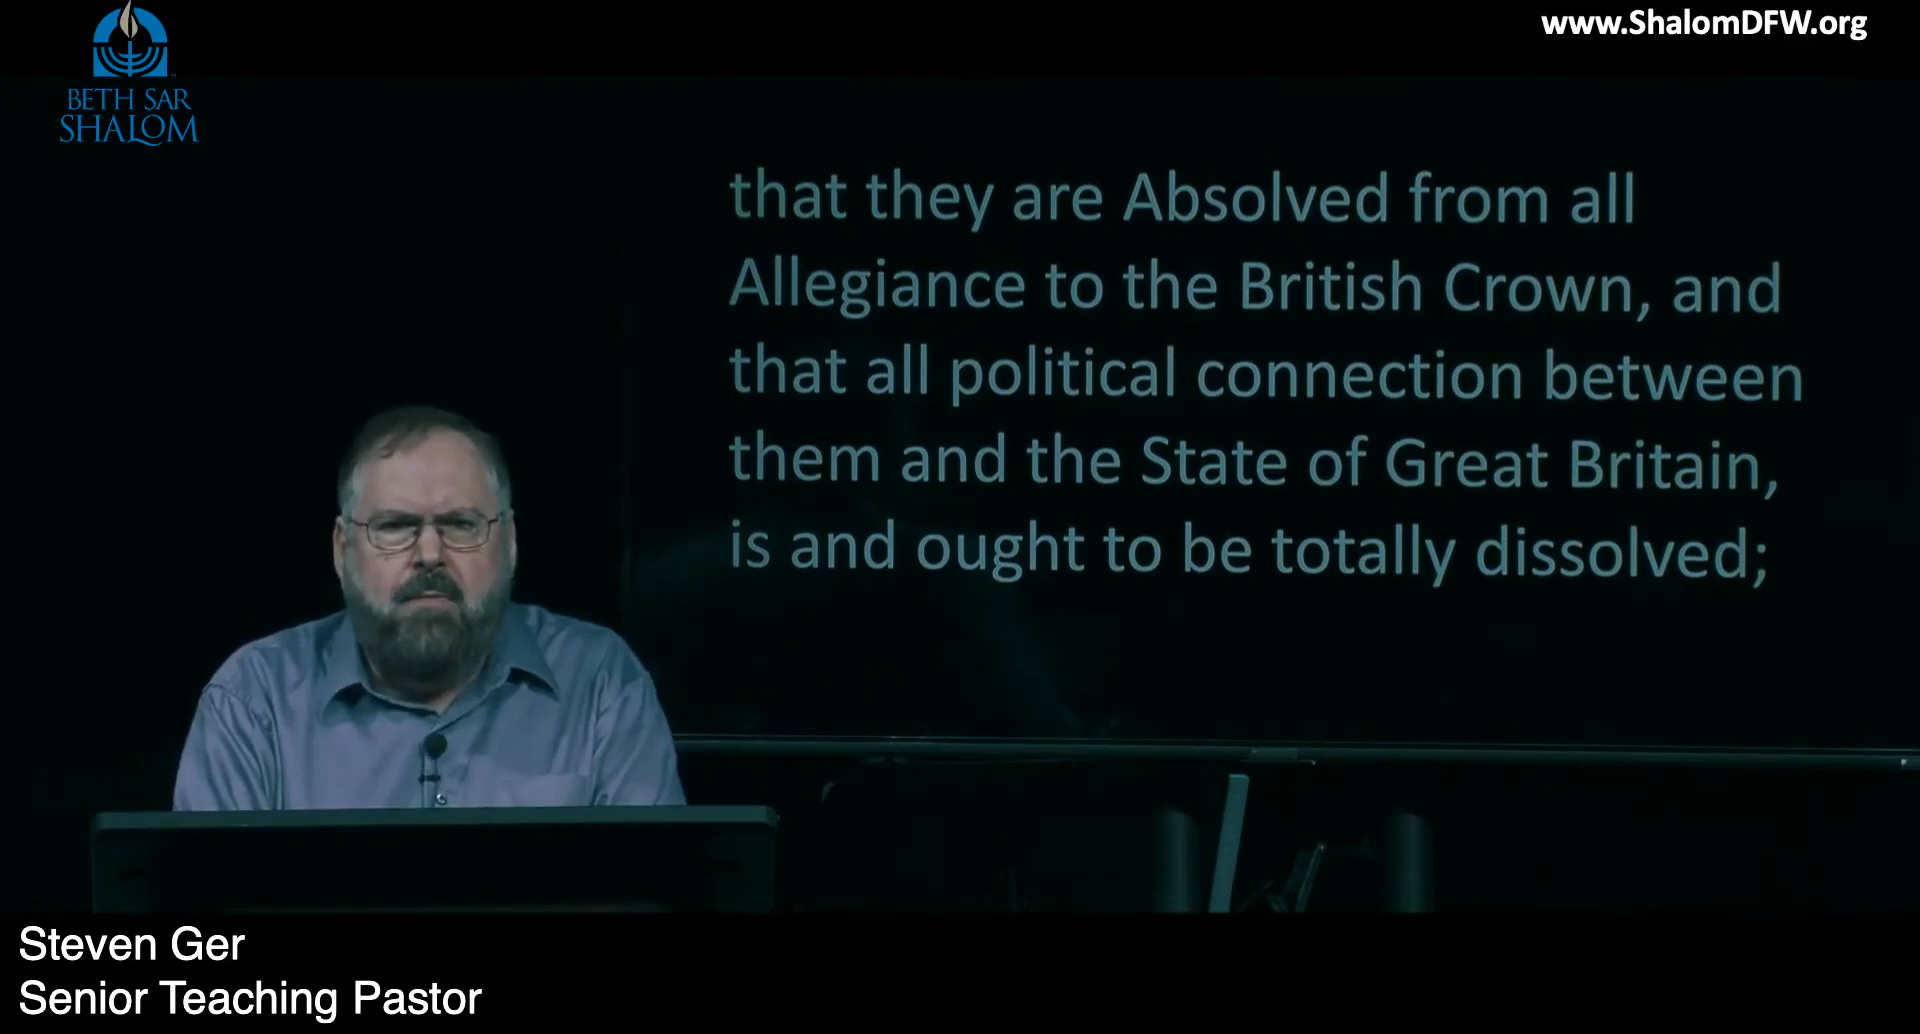 www.ShalomDFW.org
BETH SAR
SHALOM
that they are Absolved from all
Allegiance to the British Crown, and
that all political connection between
them and the State of Great Britain,
is and ought to be totally dissolved;
Steven Ger
Senior Teaching Pastor